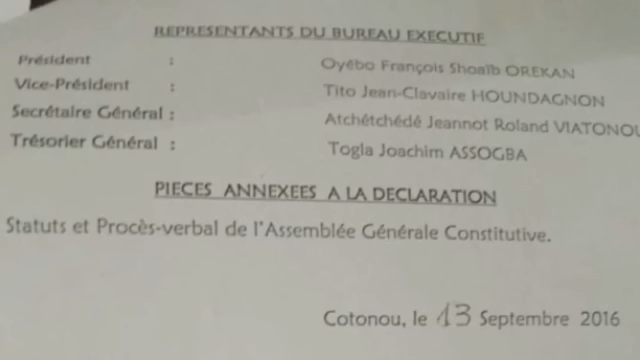 REPRESENTANTS DU BUREAU EXECUTIF
Président : Oyébo François Shoaïb OREKAN
Vice-Président : Tito Jean-Clavaire HOUNDAGNON
Secrétaire Général : Atchêtchédé Jeannot Roland VIATONOU
Trésorier Général : Togla Joachim ASSOGBA
PIECES ANNEXEES A LA DECLARATION
Statuts et Procès-verbal de l'Assemblée Générale Constitutive.
Cotonou, le 13 Septembre 2016